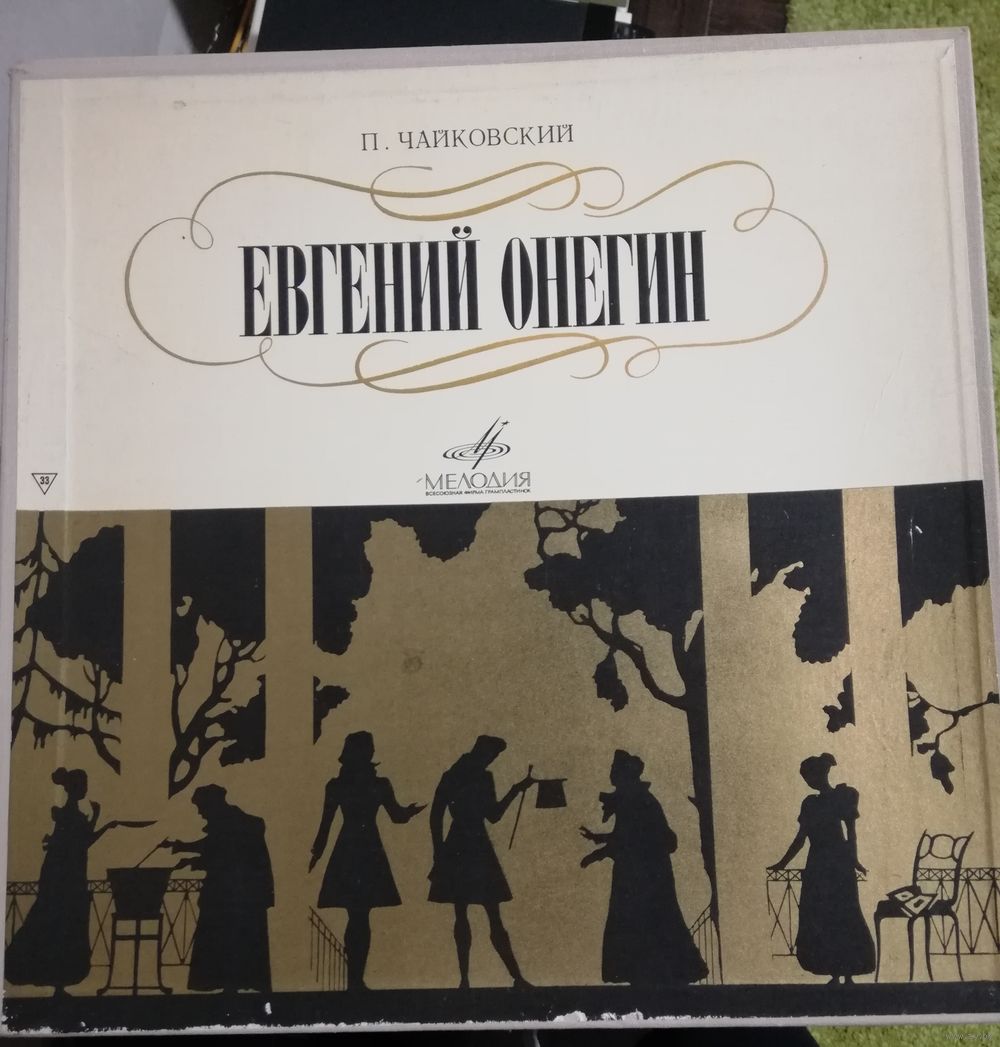 П. ЧАЙКОВСКИЙ
ЕВГЕНИЙ ОНЕГИН
МЕЛОДИЯ
ВСЕСОЮЗНАЯ ФИРМА ГРАМПЛАСТИНОК
33